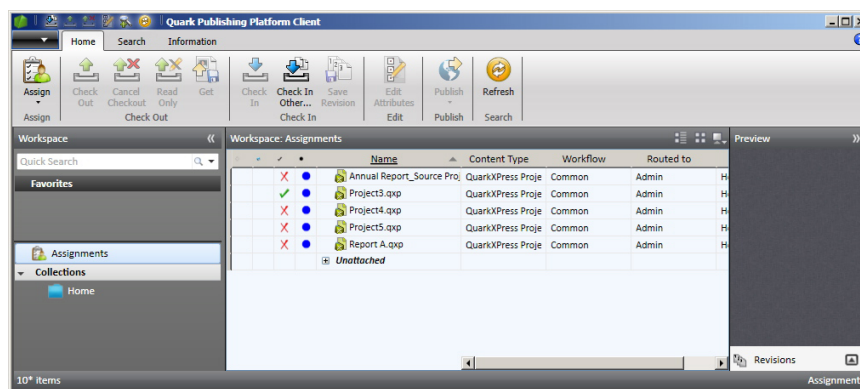 Quark Publishing Platform Client
Home Search Information
Assign Check Out Cancel Checkout Read Only Get Check In Check In Other... Save Revision Edit Attributes Publish Refresh
Assign Check Out Check In Edit Publish Search
Workspace Workspace: Assignments Preview
Quick Search Name Content Type Workflow Routed to
Favorites
Annual Report_Source Proj QuarkXPress Proje Common Admin H
Project3.qxp QuarkXPress Proje Common Admin H
Project4.qxp QuarkXPress Proje Common Admin H
Project5.qxp QuarkXPress Proje Common Admin H
Report A.qxp QuarkXPress Proje Common Admin H
Unattached
Assignments
Collections
Home
Revisions
10* items Assignment